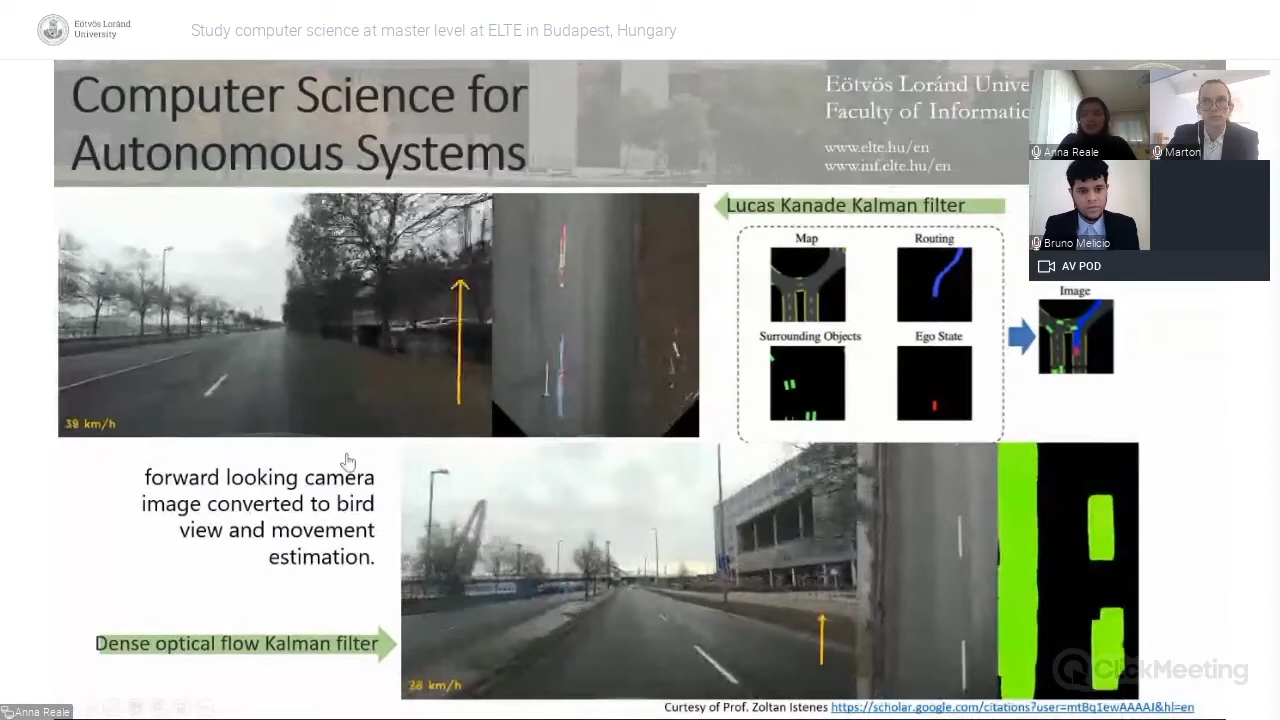 Eötvös Loránd
University
Study computer science at master level at ELTE in Budapest, Hungary
Computer Science for
Autonomous Systems
Eötvös Loránd Unive
Faculty of Informatic
www.elte.hu/en
www.inf.elte.hu/en
Anna Reale
Marton
Bruno Melicio
AV POD
Lucas Kanade Kalman filter
Map
Routing
Surrounding Objects
Ego State
Image
38 km/h
forward looking camera
image converted to bird
view and movement
estimation.
Dense optical flow Kalman filter
28 km/h
ClickMeeting
Curtesy of Prof. Zoltan Istenes https://scholar.google.com/citations?user=mtBq1ewAAAAJ&hl=en
Anna Reale